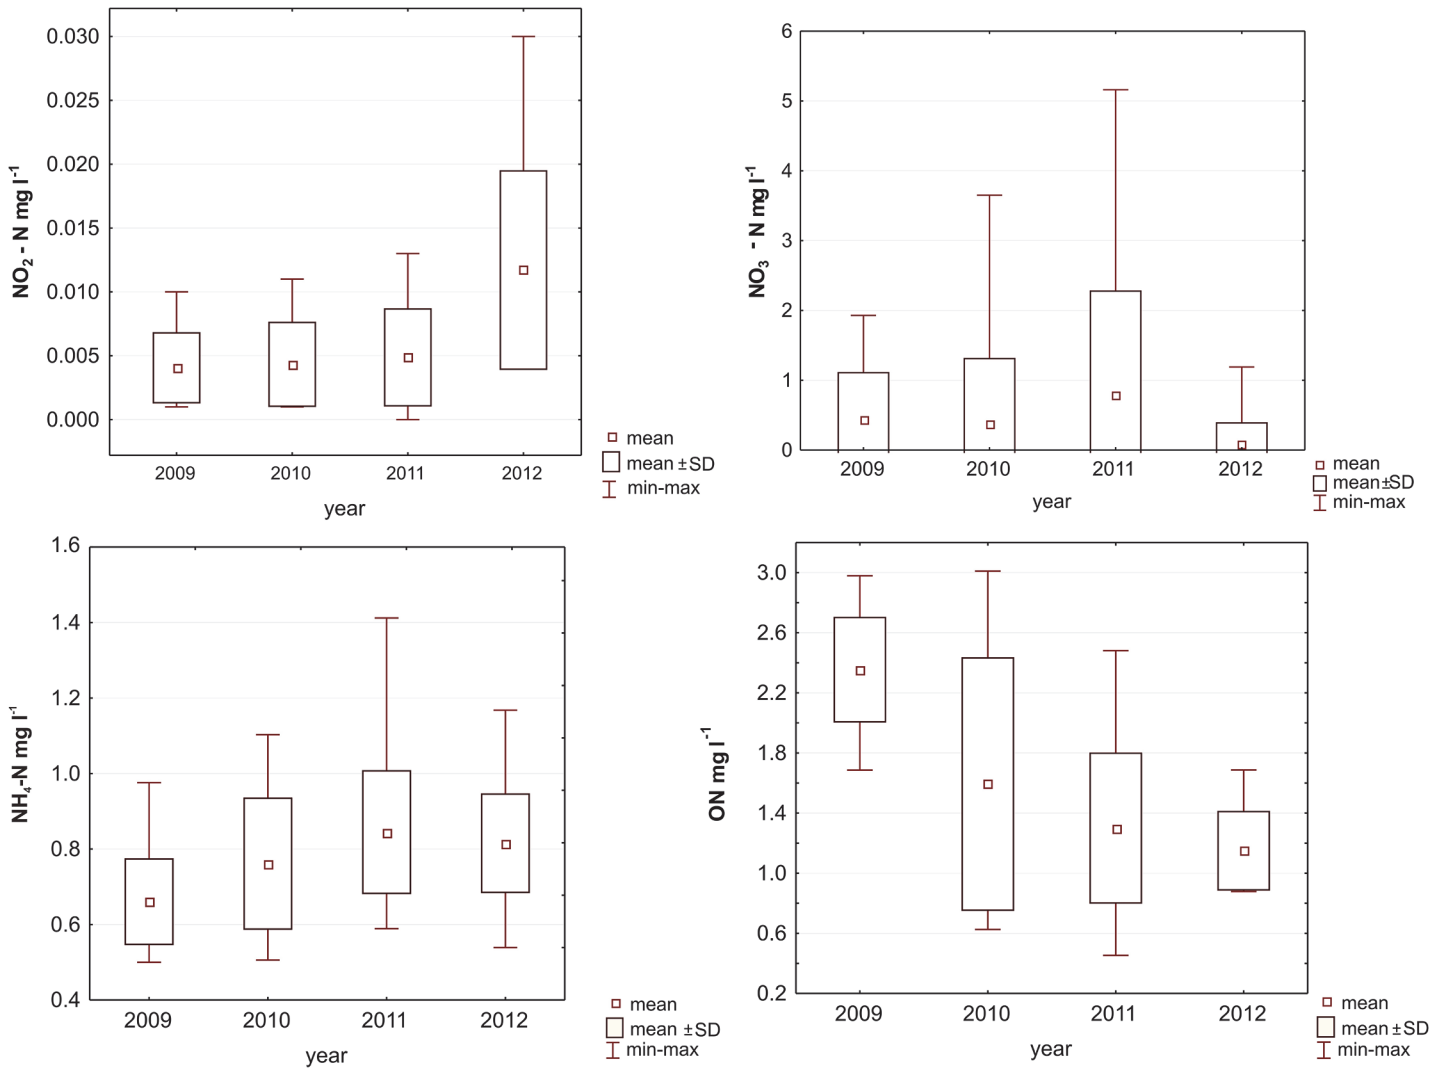 NO2 - N mg l-1
0.030
0.025
0.020
0.015
0.010
0.005
0.000
2009 2010 2011 2012
year
mean
mean ±SD
min-max
NO3 - N mg l-1
6
5
4
3
2
1
0
2009 2010 2011 2012
year
mean
mean±SD
min-max
NH4-N mg l-1
1.6
1.4
1.2
1.0
0.8
0.6
0.4
2009 2010 2011 2012
year
mean
mean ±SD
min-max
ON mg l-1
3.0
2.6
2.2
1.8
1.4
1.0
0.6
0.2
2009 2010 2011 2012
year
mean
mean ±SD
min-max